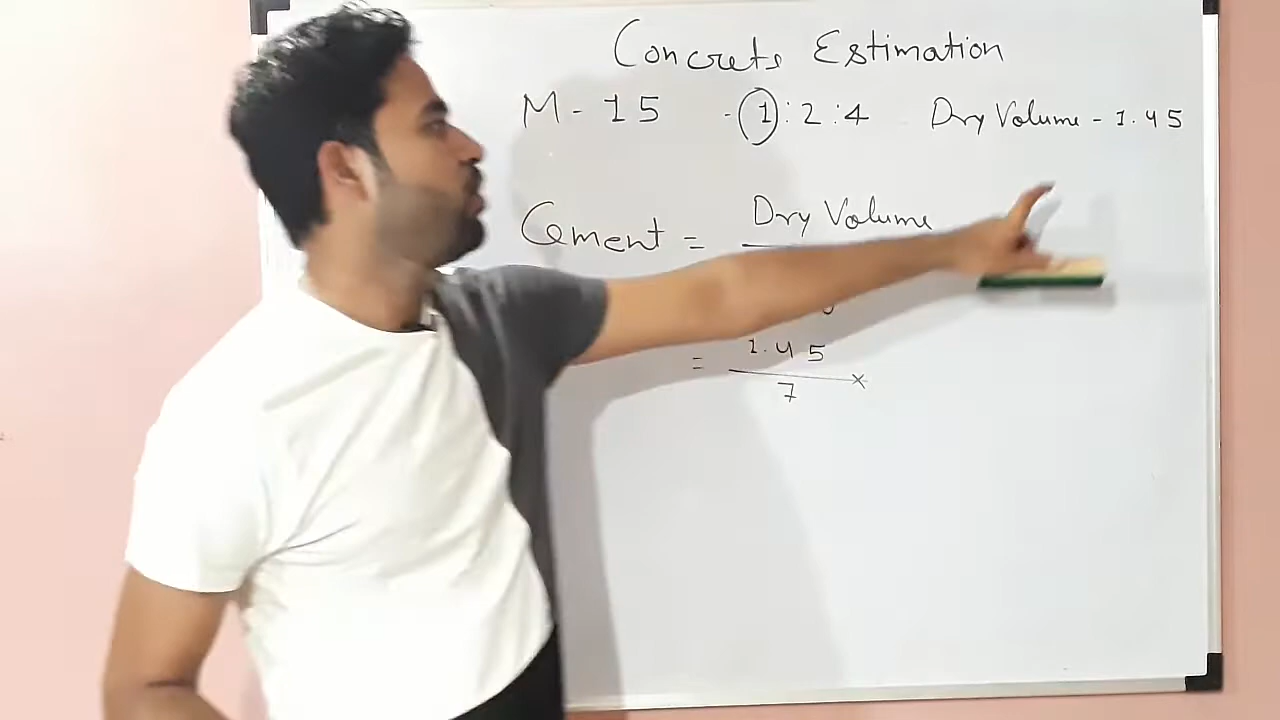 Concrete Estimation
M - 15 - 1 : 2 : 4 Dry Volume - 1.45
Cement = Dry Volume
= 1.45
7 ×